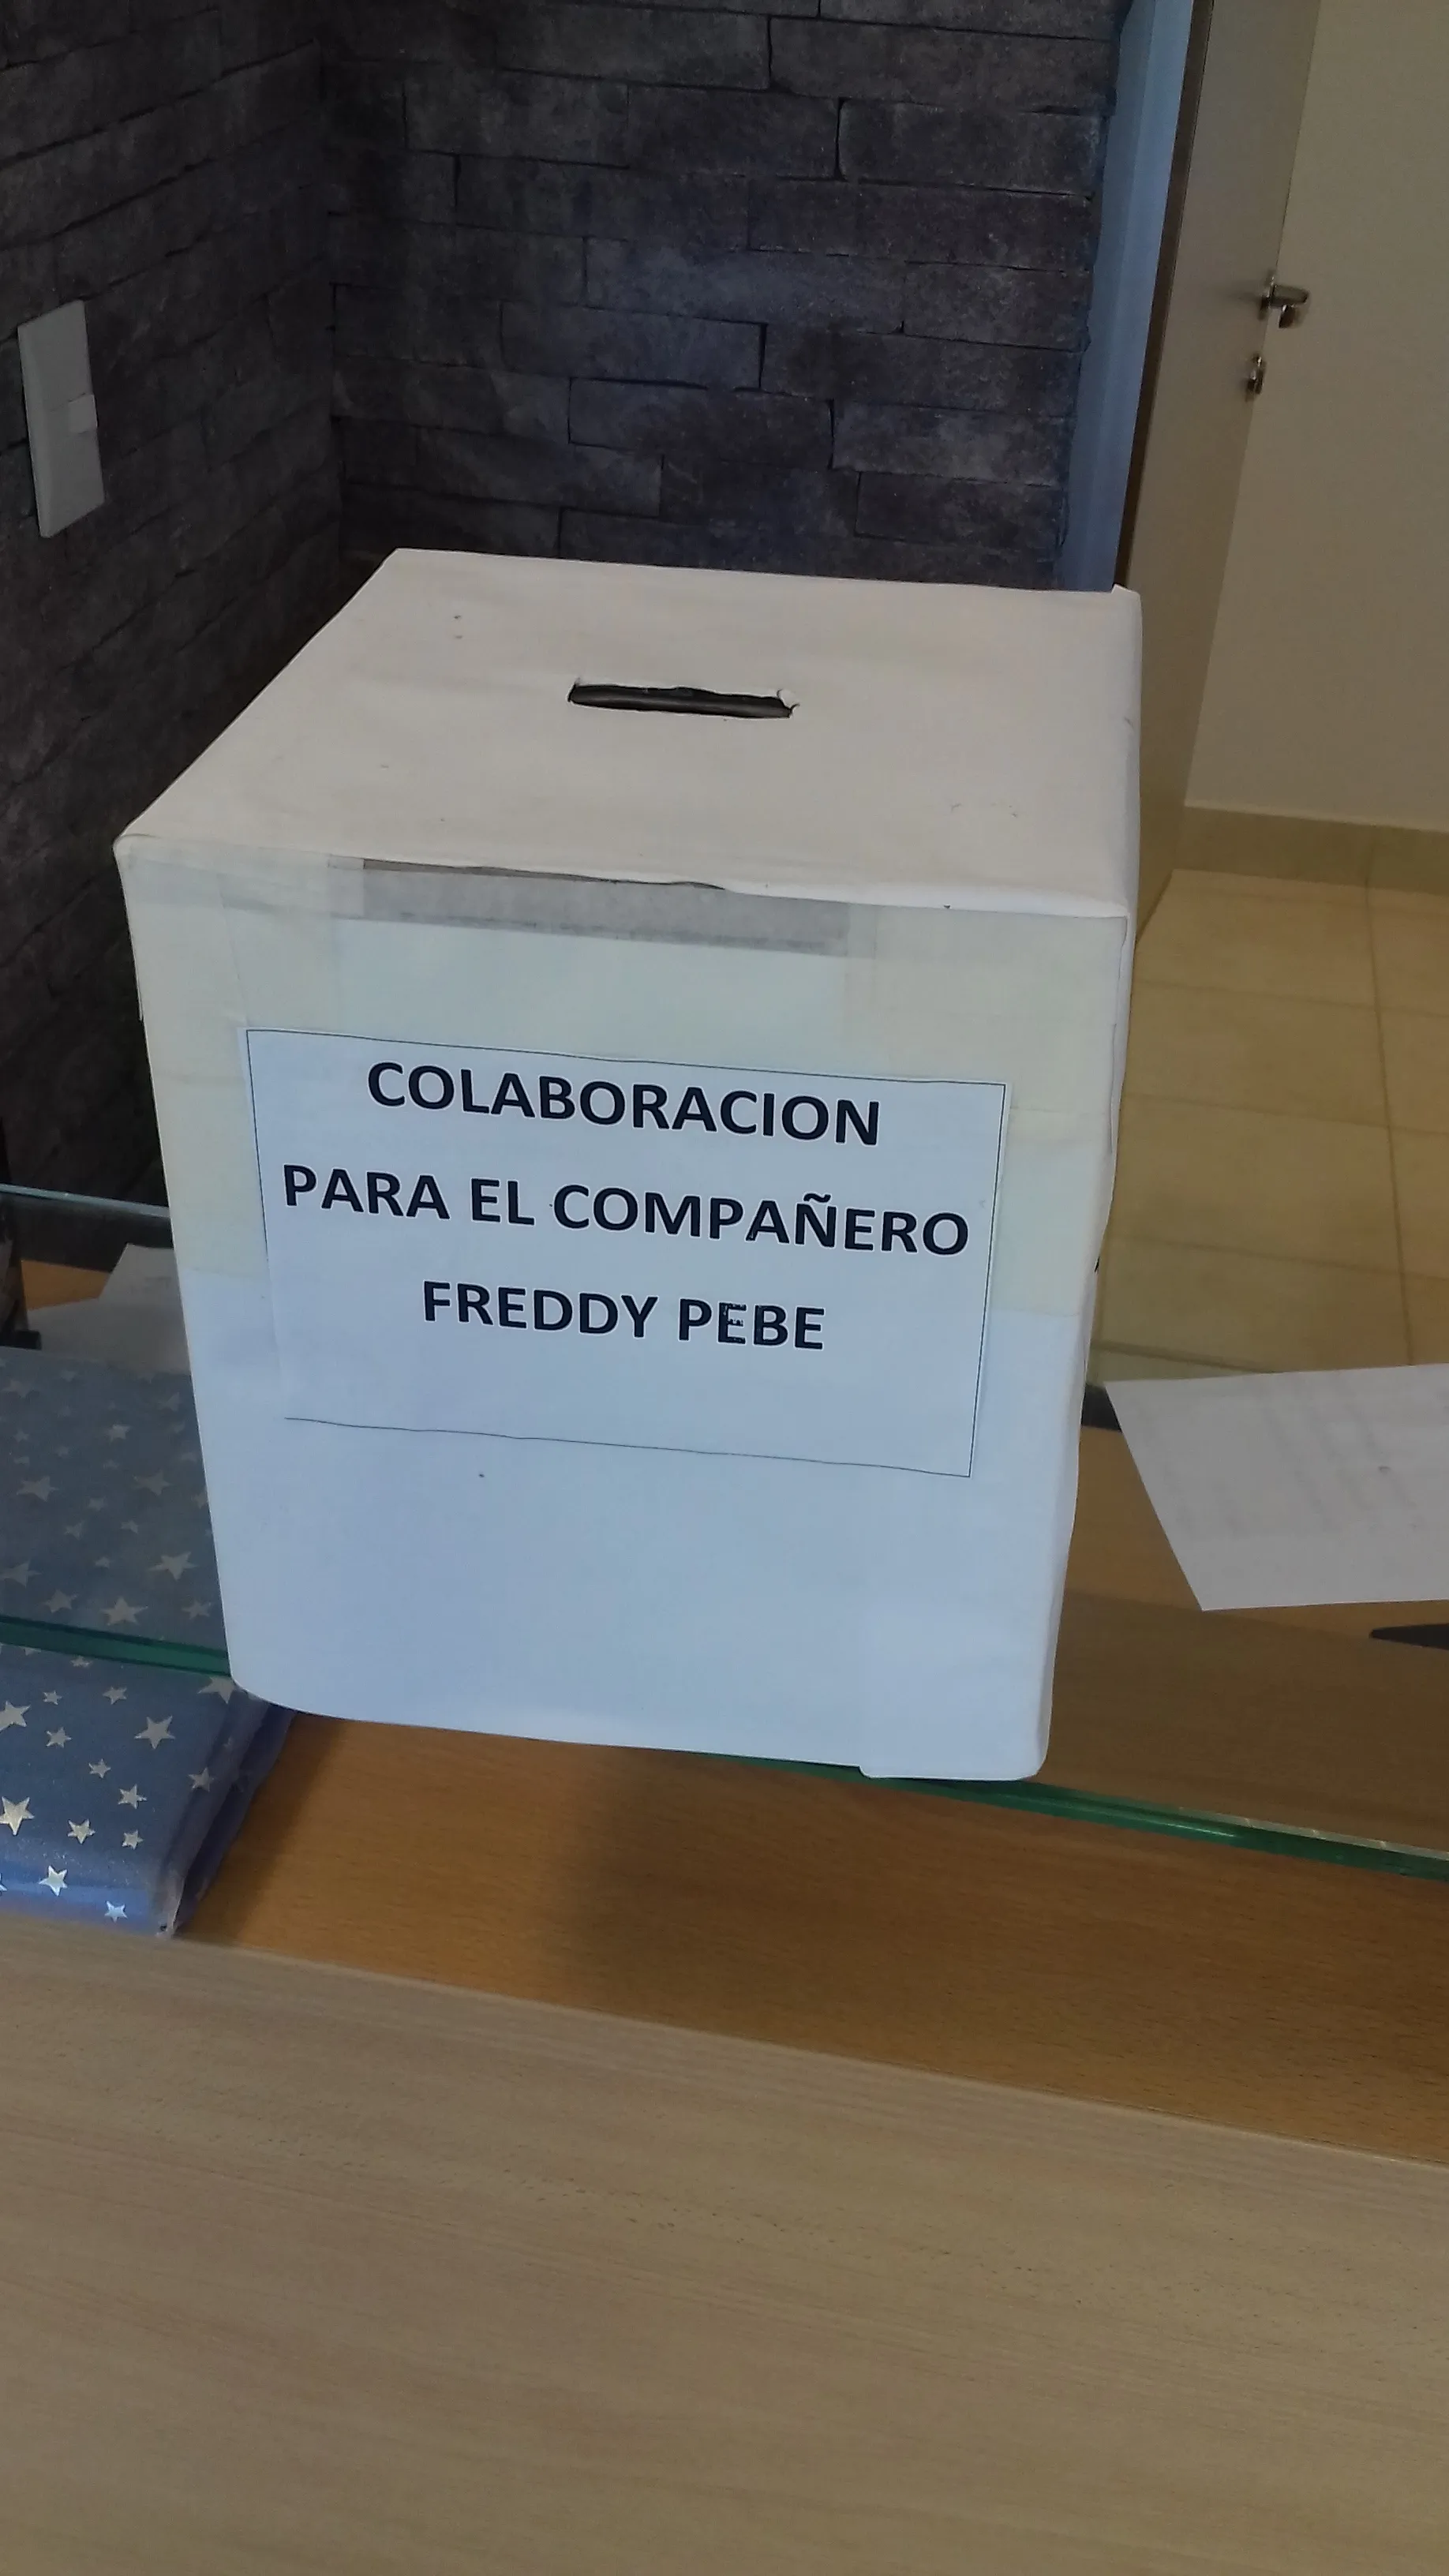 COLABORACION
PARA EL COMPAÑERO
FREDDY PEBE